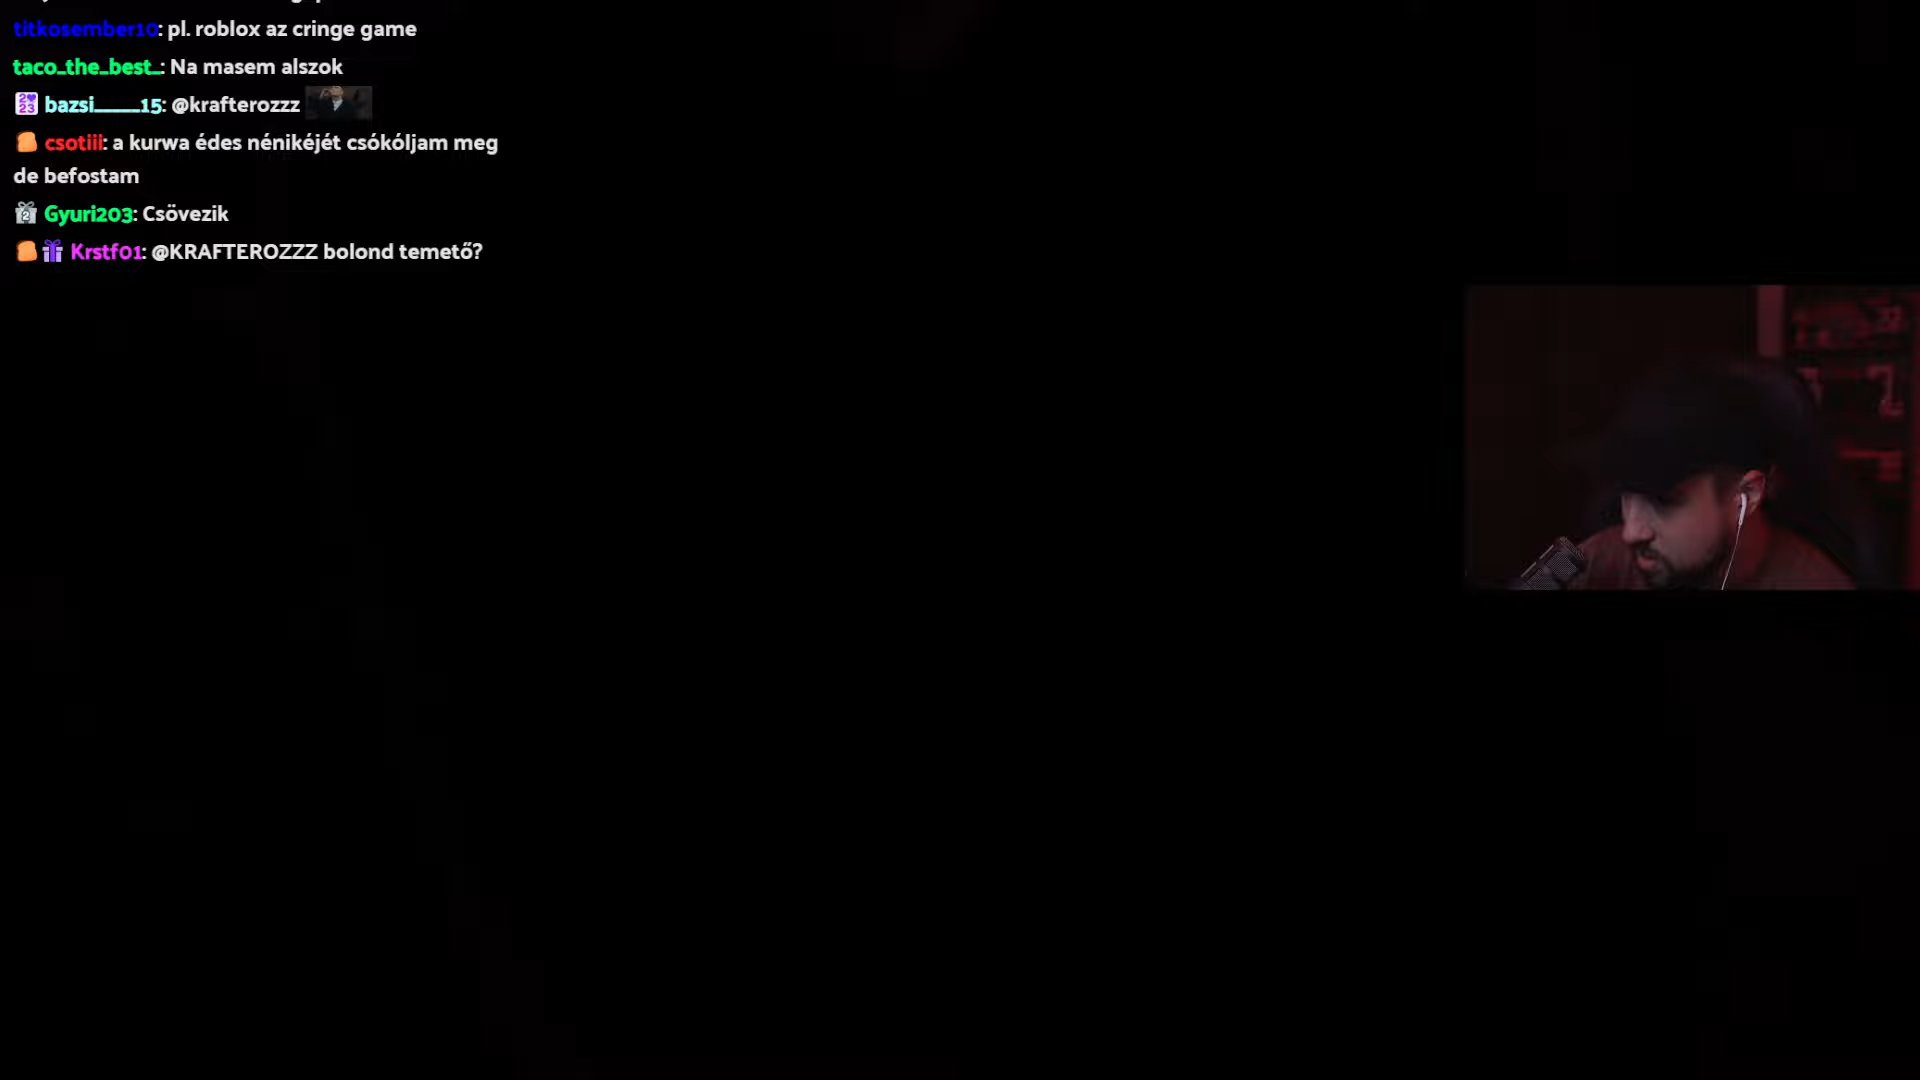 titkosember10: pl. roblox az cringe game
taco_the_best_: Na masem alszok
bazsi____15: @krafterozzz
csotiii: a kurwa édes nénikéjét csókóljam meg
de befostam
Gyuri203: Csövezik
Krstf01: @KRAFTEROZZZ bolond temető?